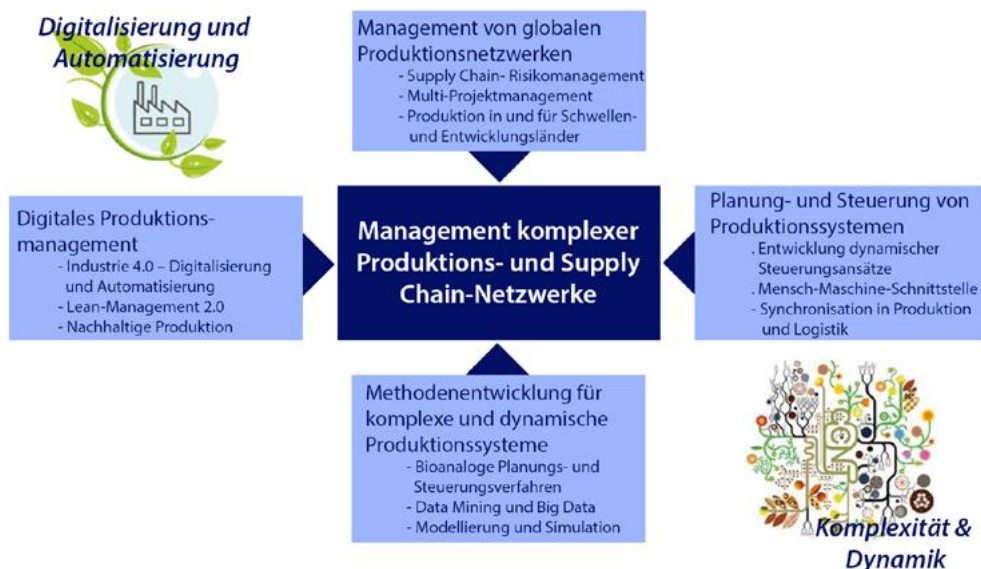 Digitalisierung und
Automatisierung
Management von globalen
Produktionsnetzwerken
- Supply Chain- Risikomanagement
- Multi-Projektmanagement
- Produktion in und für Schwellen-
und Entwicklungsländer
Digitales Produktions-
management
- Industrie 4.0 – Digitalisierung
und Automatisierung
- Lean-Management 2.0
- Nachhaltige Produktion
Management komplexer
Produktions- und Supply
Chain-Netzwerke
Planung- und Steuerung von
Produktionssystemen
. Entwicklung dynamischer
Steuerungsansätze
. Mensch-Maschine-Schnittstelle
- Synchronisation in Produktion
und Logistik
Methodenentwicklung für
komplexe und dynamische
Produktionssysteme
- Bioanaloge Planungs- und
Steuerungsverfahren
- Data Mining und Big Data
- Modellierung und Simulation
Komplexität &
Dynamik